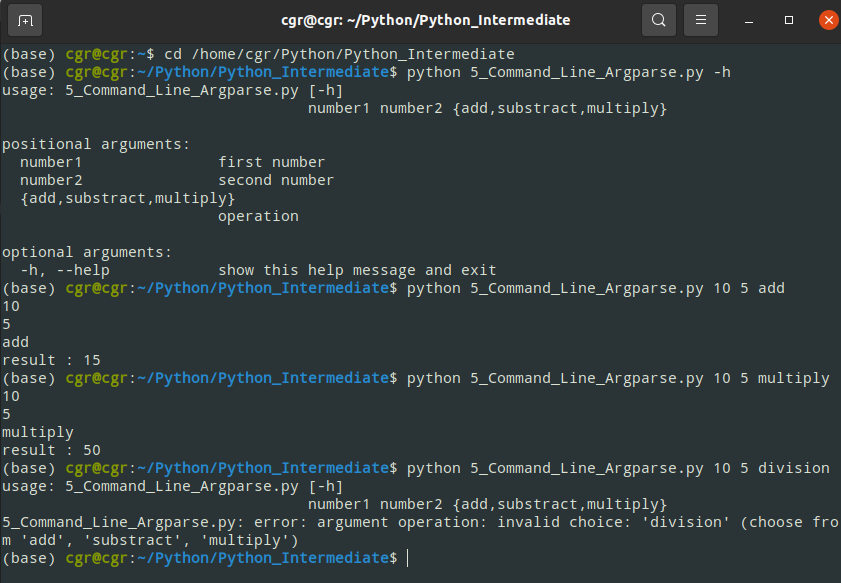 cgr@cgr: ~/Python/Python_Intermediate
(base) cgr@cgr:~$ cd /home/cgr/Python/Python_Intermediate
(base) cgr@cgr:~/Python/Python_Intermediate$ python 5_Command_Line_Argparse.py -h
usage: 5_Command_Line_Argparse.py [-h]
                                  number1 number2 {add,substract,multiply}

positional arguments:
  number1               first number
  number2               second number
  {add,substract,multiply}
                        operation

optional arguments:
  -h, --help            show this help message and exit
(base) cgr@cgr:~/Python/Python_Intermediate$ python 5_Command_Line_Argparse.py 10 5 add
10
5
add
result : 15
(base) cgr@cgr:~/Python/Python_Intermediate$ python 5_Command_Line_Argparse.py 10 5 multiply
10
5
multiply
result : 50
(base) cgr@cgr:~/Python/Python_Intermediate$ python 5_Command_Line_Argparse.py 10 5 division
usage: 5_Command_Line_Argparse.py [-h]
                                  number1 number2 {add,substract,multiply}
5_Command_Line_Argparse.py: error: argument operation: invalid choice: 'division' (choose fro
m 'add', 'substract', 'multiply')
(base) cgr@cgr:~/Python/Python_Intermediate$